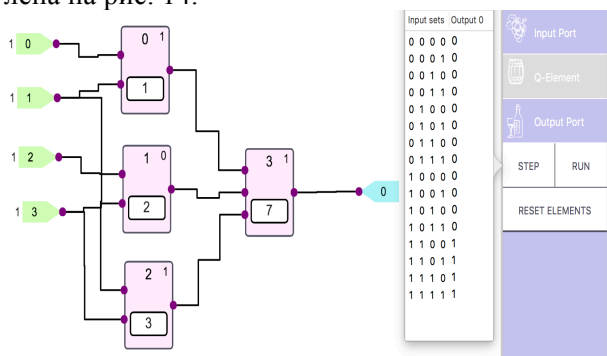 лена на рис. 14.
1 0
1 1
1 2
1 3
0 1
1
1 0
2
2 1
3
3 1
7
0
Input sets Output 0
0 0 0 0 0
0 0 0 1 0
0 0 1 0 0
0 0 1 1 0
0 1 0 0 0
0 1 0 1 0
0 1 1 0 0
0 1 1 1 0
1 0 0 0 0
1 0 0 1 0
1 0 1 0 0
1 0 1 1 0
1 1 0 0 1
1 1 0 1 1
1 1 1 0 1
1 1 1 1 1
Input Port
Q-Element
Output Port
STEP RUN
RESET ELEMENTS